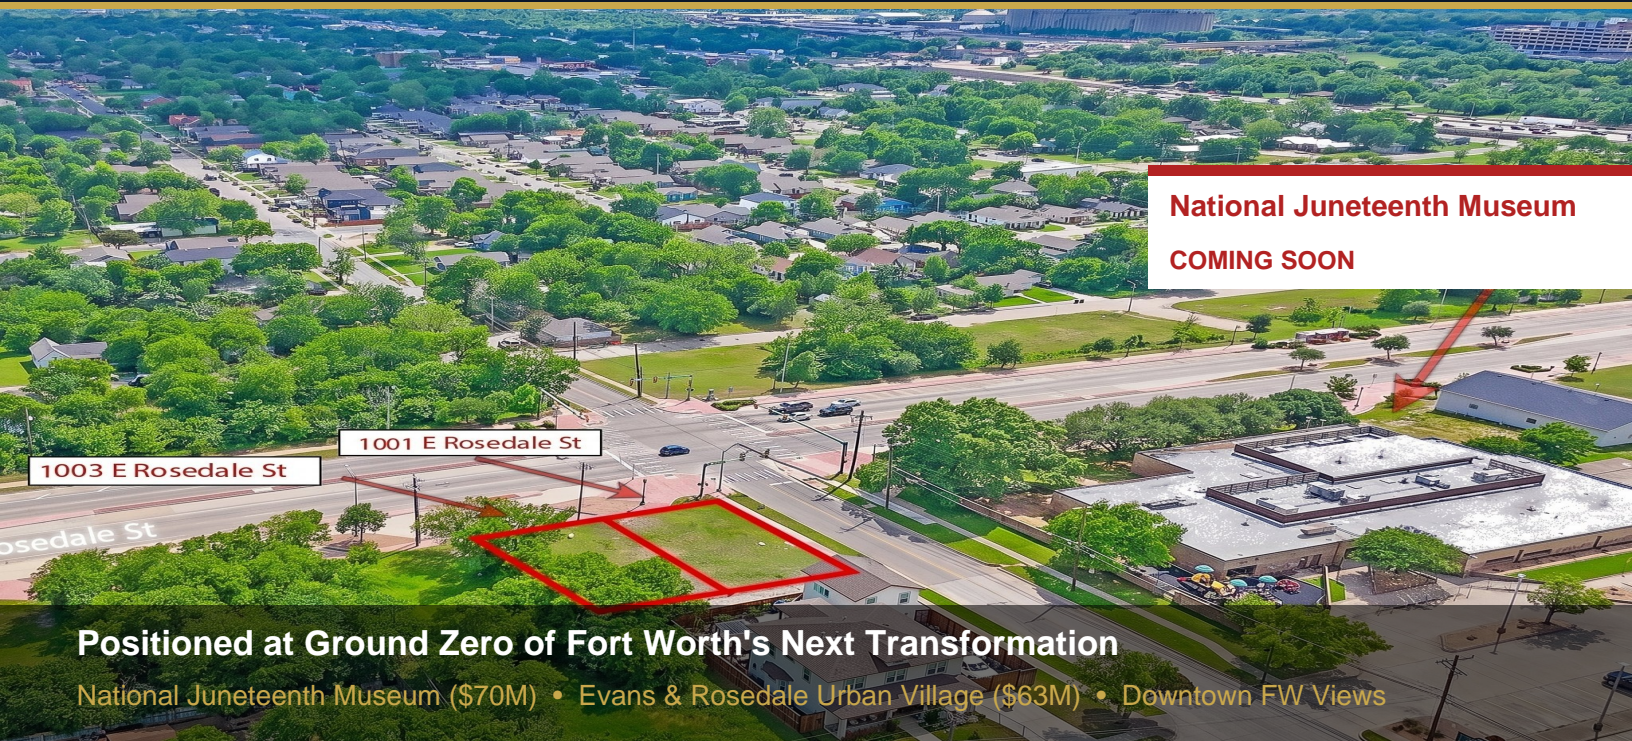 National Juneteenth Museum
COMING SOON
1001 E Rosedale St
1003 E Rosedale St
osedale St
Positioned at Ground Zero of Fort Worth's Next Transformation
National Juneteenth Museum ($70M) • Evans & Rosedale Urban Village ($63M) • Downtown FW Views